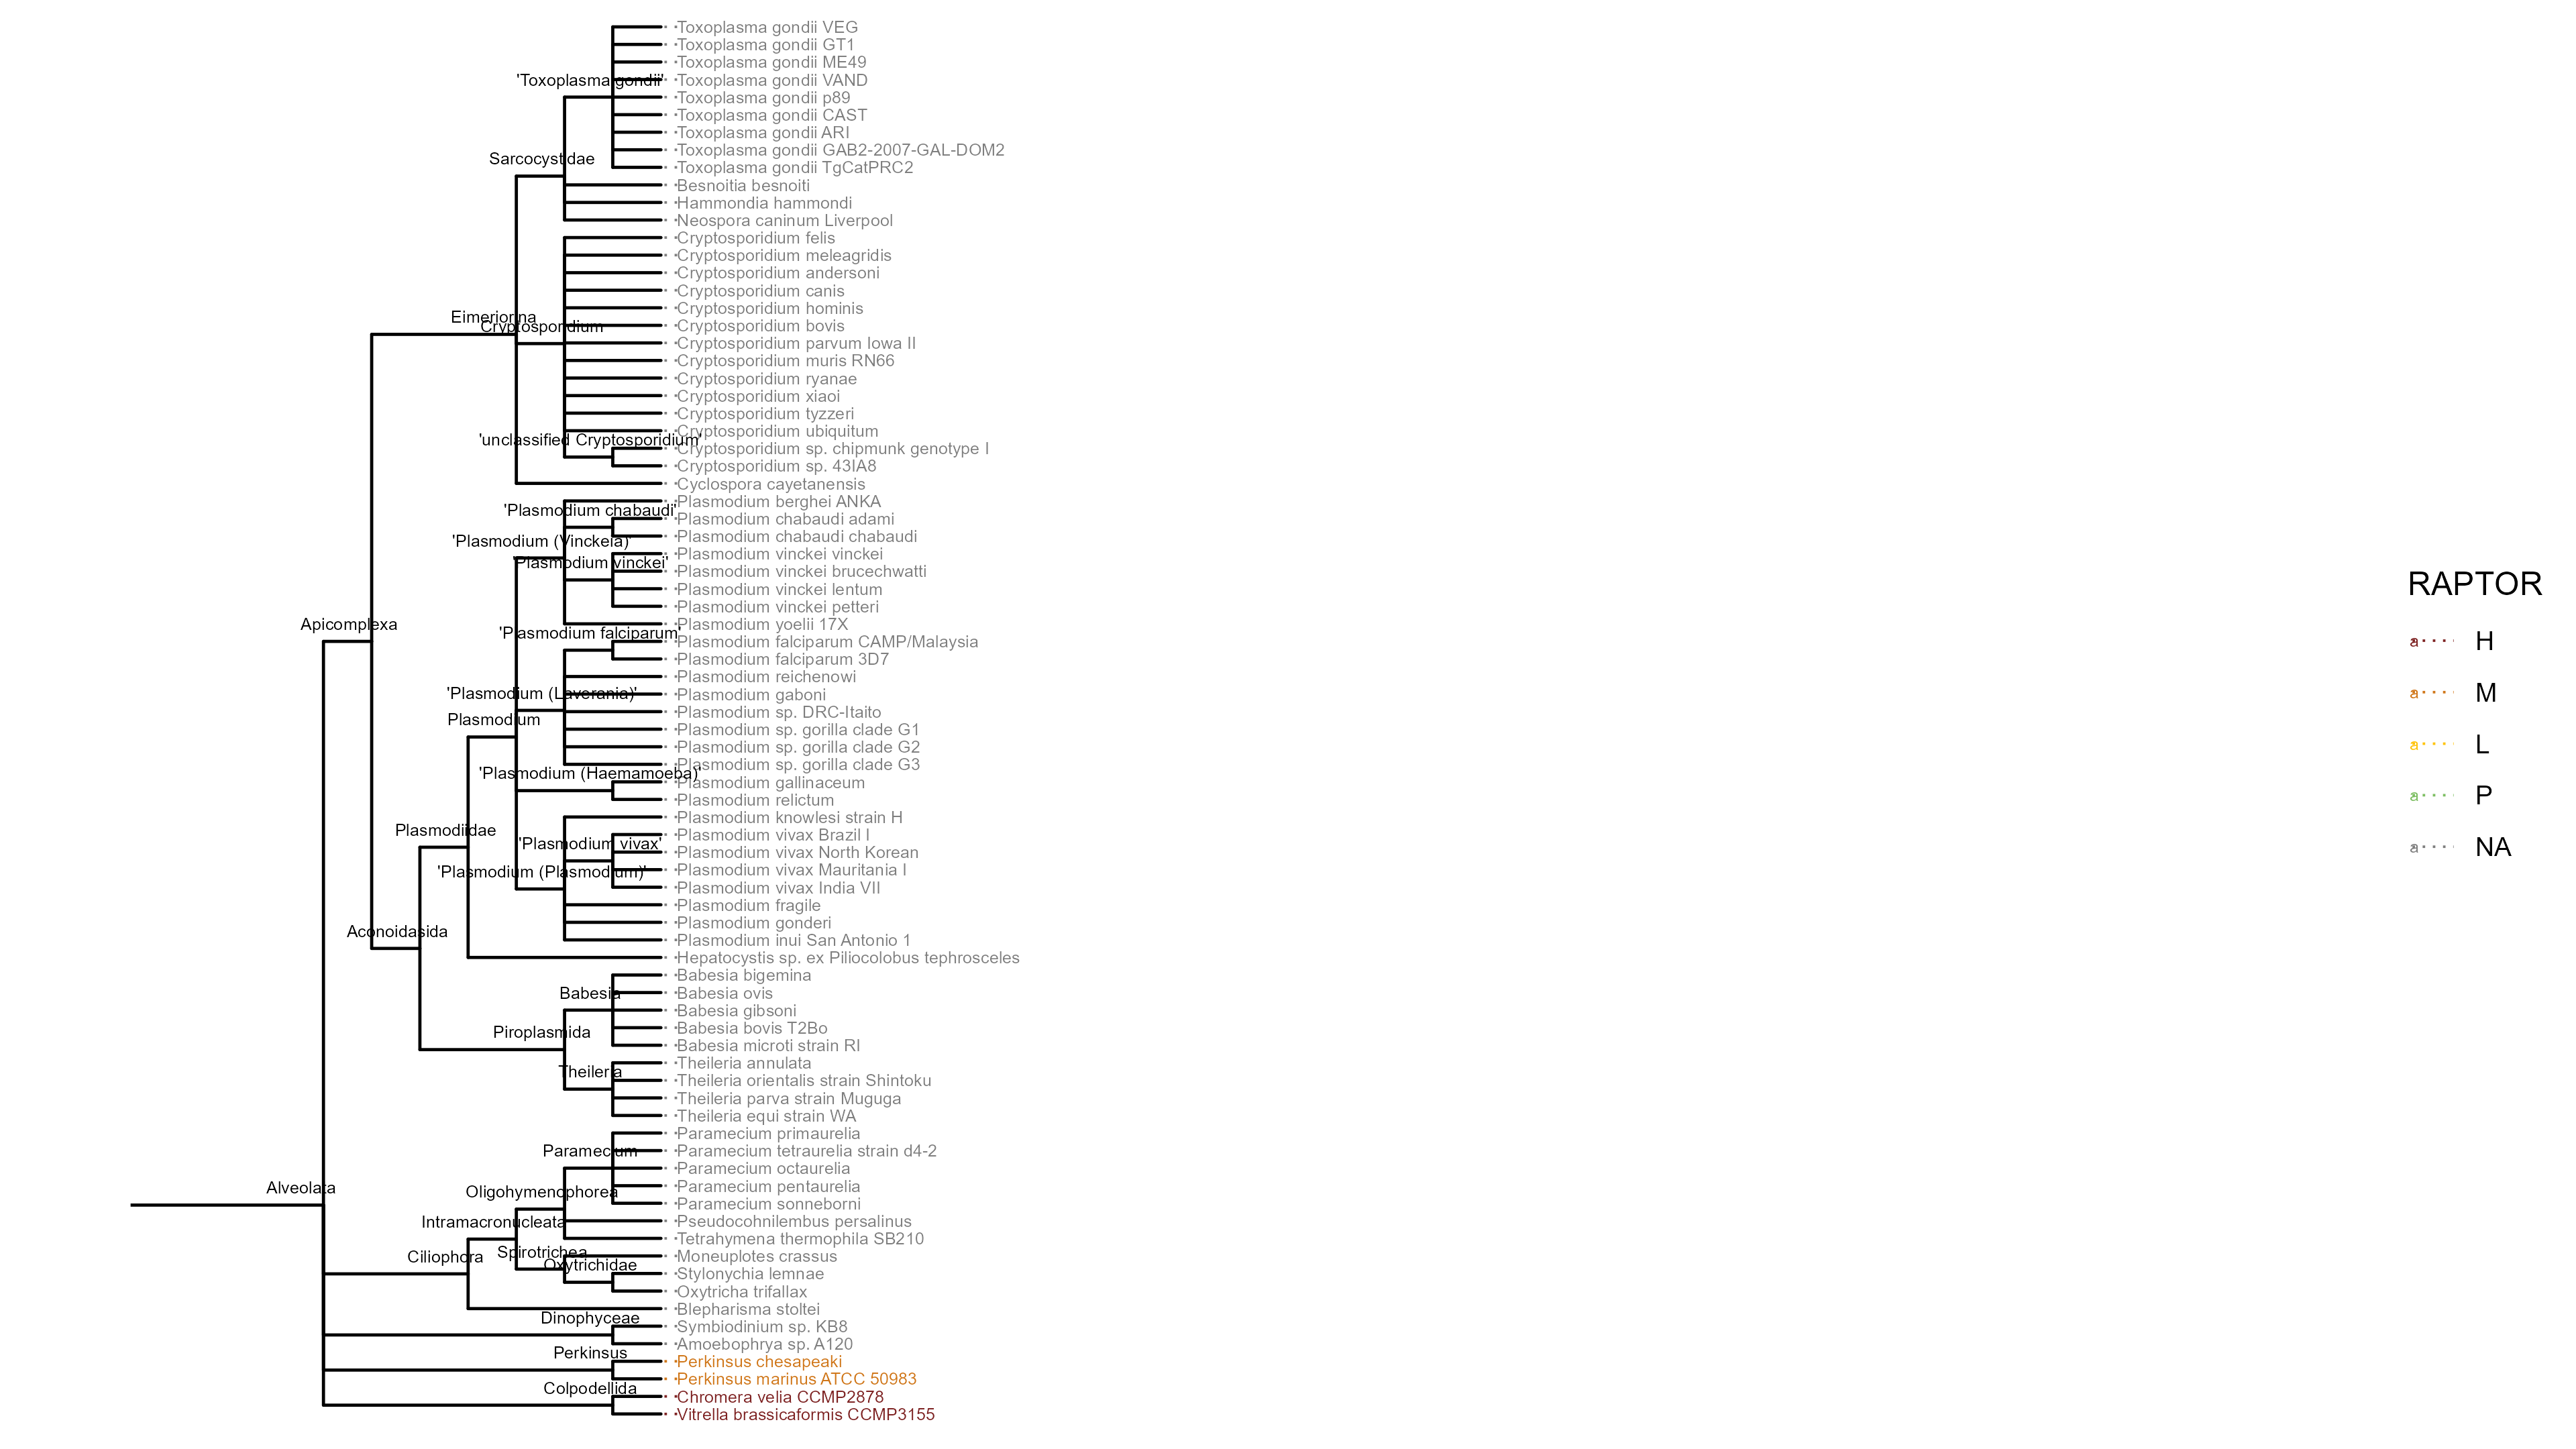 Toxoplasma gondii VEG
Toxoplasma gondii GT1
Toxoplasma gondii ME49
'Toxoplasma gondii'
Toxoplasma gondii VAND
Toxoplasma gondii p89
Toxoplasma gondii CAST
Toxoplasma gondii ARI
Toxoplasma gondii GAB2-2007-GAL-DOM2
Sarcocystidae
Toxoplasma gondii TgCatPRC2
Besnoitia besnoiti
Hammondia hammondi
Neospora caninum Liverpool
Cryptosporidium felis
Cryptosporidium meleagridis
Cryptosporidium andersoni
Cryptosporidium canis
Cryptosporidium hominis
Eimeriorina
Cryptosporidium
Cryptosporidium bovis
Cryptosporidium parvum Iowa II
Cryptosporidium muris RN66
Cryptosporidium ryanae
Cryptosporidium xiaoi
Cryptosporidium tyzzeri
Cryptosporidium ubiquitum
'unclassified Cryptosporidium'
Cryptosporidium sp. chipmunk genotype I
Cryptosporidium sp. 43IA8
Cyclospora cayetanensis
Plasmodium berghei ANKA
'Plasmodium chabaudi'
Plasmodium chabaudi adami
Plasmodium chabaudi chabaudi
'Plasmodium (Vinckeia)'
Plasmodium vinckei vinckei
'Plasmodium vinckei'
Plasmodium vinckei brucechwatti
Plasmodium vinckei lentum
Plasmodium vinckei petteri
Apicomplexa
Plasmodium yoelii 17X
'Plasmodium falciparum'
Plasmodium falciparum CAMP/Malaysia
Plasmodium falciparum 3D7
Plasmodium reichenowi
'Plasmodium (Laverania)'
Plasmodium gaboni
Plasmodium sp. DRC-Itaito
Plasmodium
Plasmodium sp. gorilla clade G1
Plasmodium sp. gorilla clade G2
Plasmodium sp. gorilla clade G3
'Plasmodium (Haemamoeba)'
Plasmodium gallinaceum
Plasmodium relictum
Plasmodium knowlesi strain H
Plasmodiidae
Plasmodium vivax Brazil I
'Plasmodium vivax'
Plasmodium vivax North Korean
'Plasmodium (Plasmodium)'
Plasmodium vivax Mauritania I
Plasmodium vivax India VII
Plasmodium fragile
Plasmodium gonderi
Aconoidasida
Plasmodium inui San Antonio 1
Hepatocystis sp. ex Piliocolobus tephrosceles
Babesia bigemina
Babesia
Babesia ovis
Babesia gibsoni
Piroplasmida
Babesia bovis T2Bo
Babesia microti strain RI
Theileria annulata
Theileria
Theileria orientalis strain Shintoku
Theileria parva strain Muguga
Theileria equi strain WA
Paramecium primaurelia
Paramecium
Paramecium tetraurelia strain d4-2
Paramecium octaurelia
Alveolata
Oligohymenophorea
Paramecium pentaurelia
Paramecium sonneborni
Intramacronucleata
Pseudocohnilembus persalinus
Tetrahymena thermophila SB210
Ciliophora
Spirotrichea
Moneuplotes crassus
Oxytrichidae
Stylonychia lemnae
Oxytricha trifallax
Blepharisma stoltei
Dinophyceae
Symbiodinium sp. KB8
Amoebophrya sp. A120
Perkinsus
Perkinsus chesapeaki
Perkinsus marinus ATCC 50983
Colpodellida
Chromera velia CCMP2878
Vitrella brassicaformis CCMP3155
RAPTOR
a H
a M
a L
a P
a NA